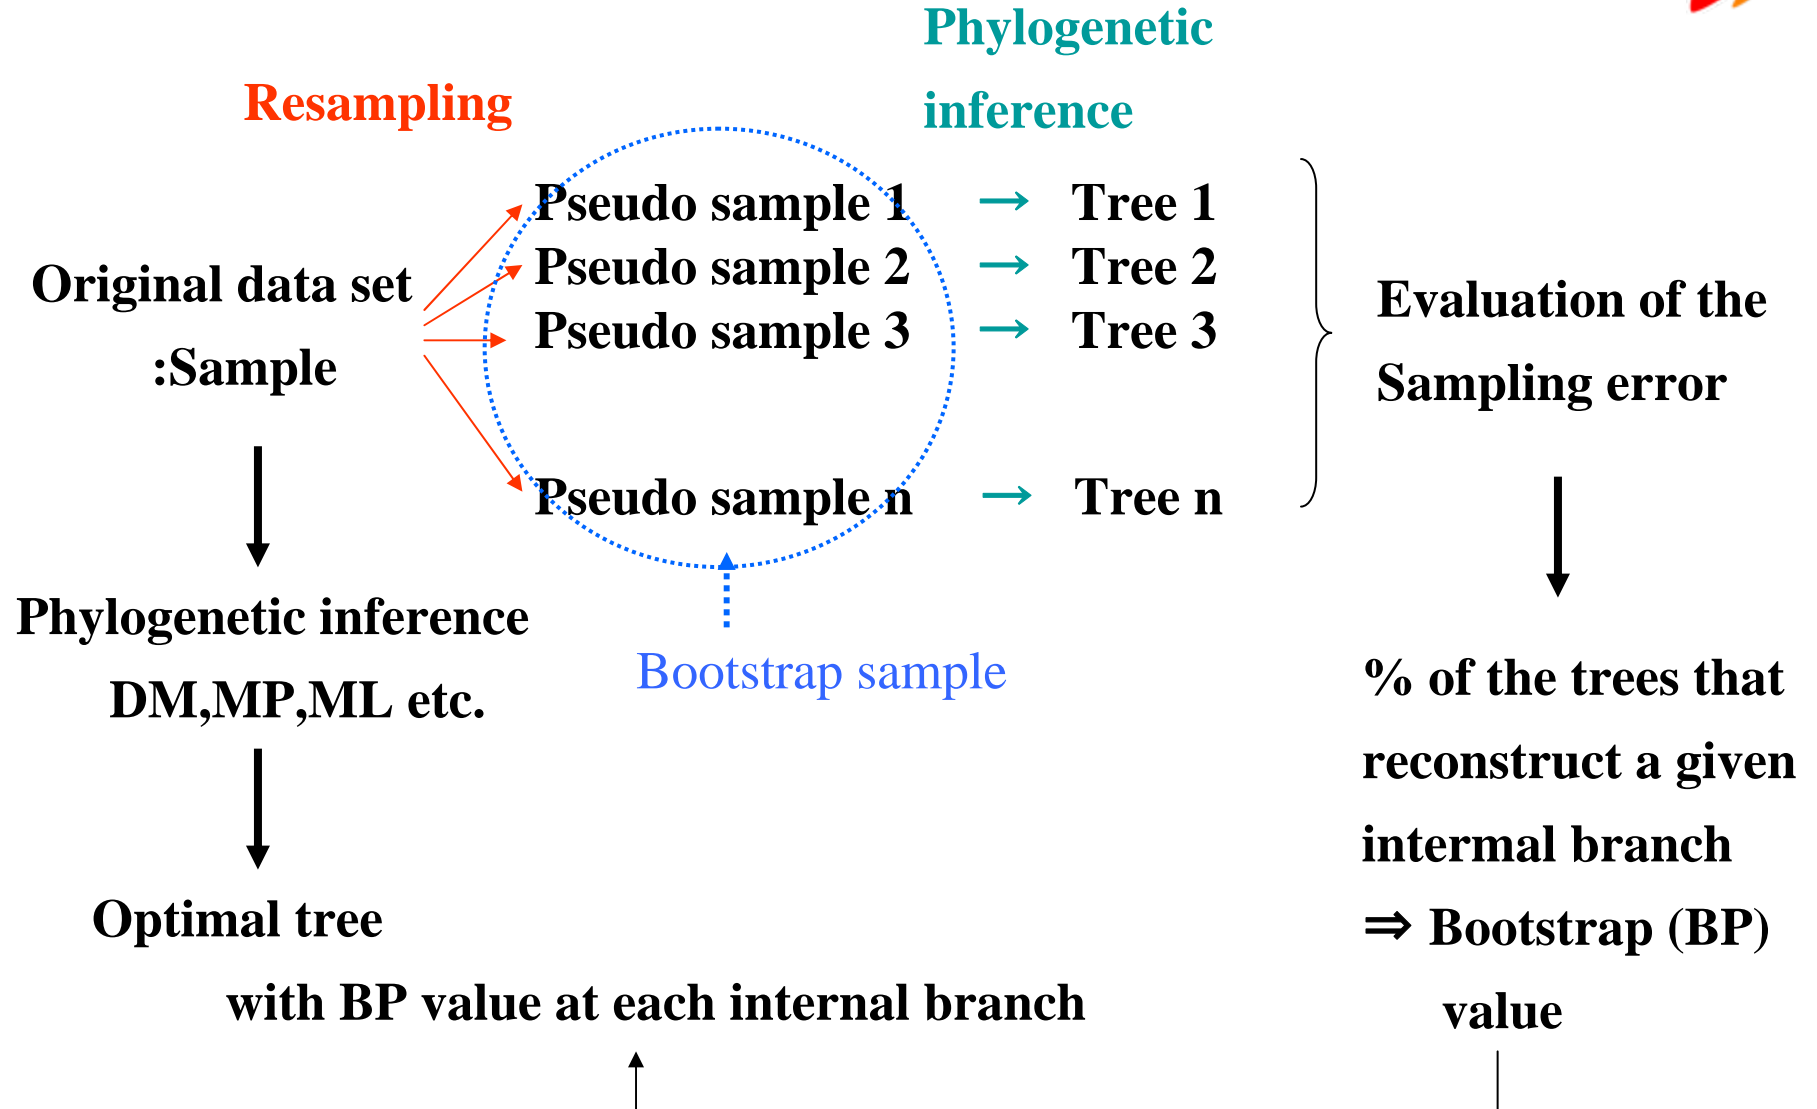 Phylogenetic
inference
Resampling
Pseudo sample 1 → Tree 1
Pseudo sample 2 → Tree 2
Pseudo sample 3 → Tree 3
Pseudo sample n → Tree n
Original data set
:Sample
Evaluation of the
Sampling error
Phylogenetic inference
DM,MP,ML etc.
Bootstrap sample
% of the trees that
reconstruct a given
intermal branch
⇒ Bootstrap (BP)
value
Optimal tree
with BP value at each internal branch